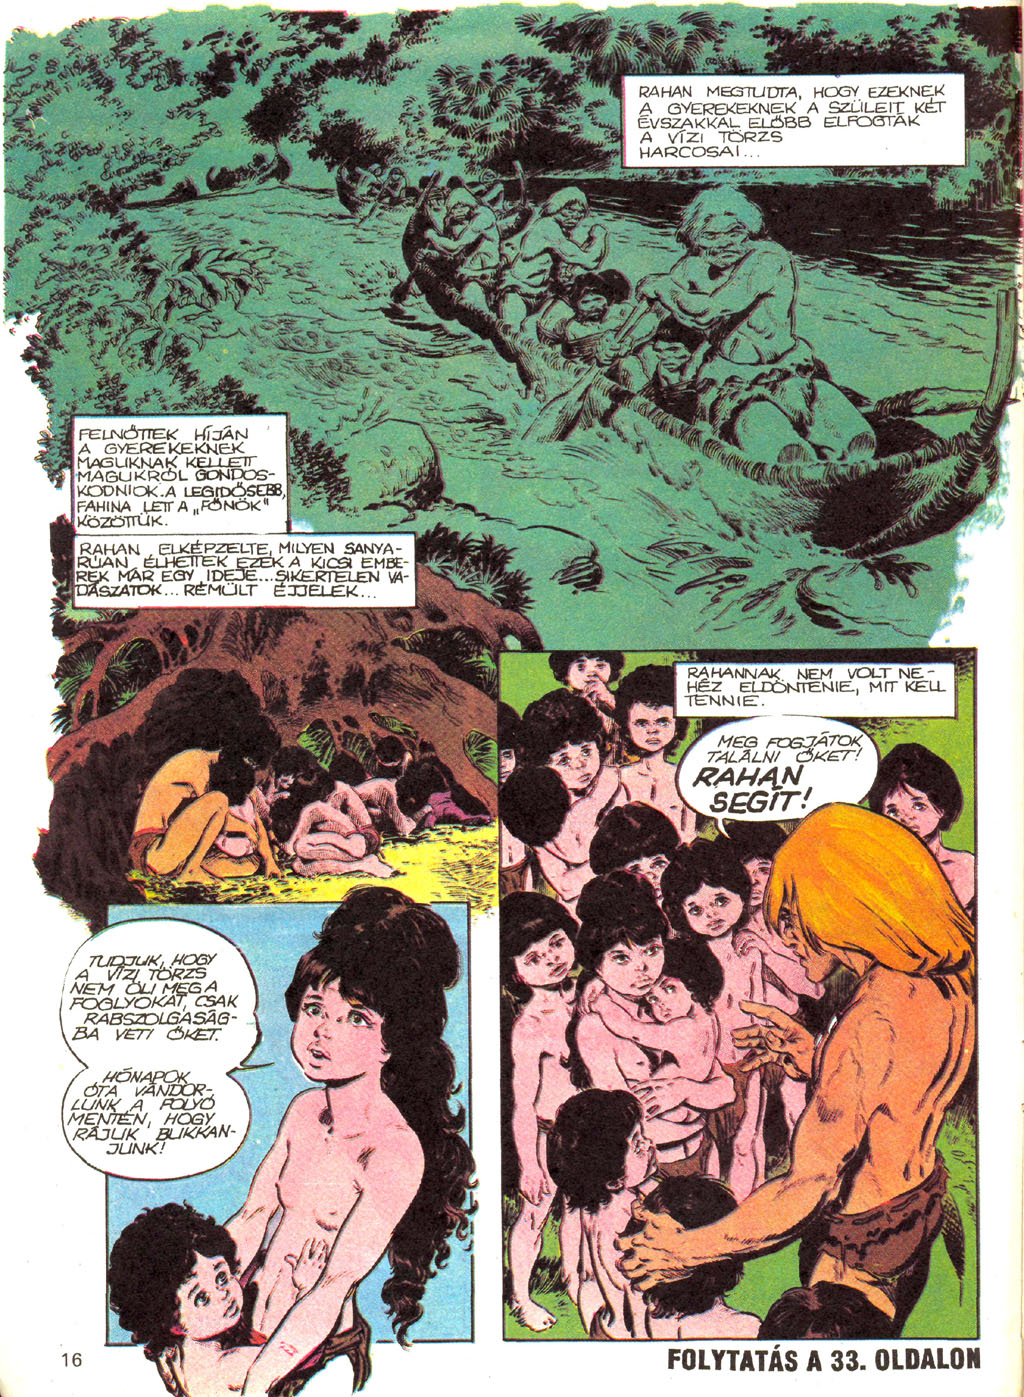 RAHAN MEGTUDTA, HOGY EZEKNEK
A GYEREKEKNEK A SZÜLEIT KÉT
ÉVSZAKKAL ELŐBB ELFOGTÁK
A VÍZI TÖRZS
HARCOSAI...
FELNŐTTEK HÍJÁN
A GYEREKEKNEK
MAGUKNAK KELLETT
MAGUKRÓL GONDOS-
KODNIOK. A LEGIDŐSEBB,
FAHINA LETT A „FŐNÖK"
KÖZÖTTÜK.
RAHAN ELKÉPZELTE, MILYEN SANYA-
RÚAN ÉLHETTEK EZEK A KICSI EMBE-
REK MÁR EGY IDEJE... SIKERTELEN VA-
DÁSZATOK... RÉMÜLT ÉJJELEK...
RAHANNAK NEM VOLT NE-
HÉZ ELDÖNTENIE, MIT KELL
TENNIE.
MEG FOGJÁTOK
TALÁLNI ŐKET!
RAHAN
SEGÍT!
TUDJUK, HOGY
A VÍZI TÖRZS
NEM ÖLI MEG A
FOGLYOKAT, CSAK
RABSZOLGASÁG-
BA VETI ŐKET.
HÓNAPOK
ÓTA VÁNDOR-
LUNK A FOLYÓ
MENTÉN, HOGY
RÁJUK BUKKAN-
JUNK!
16
FOLYTATÁS A 33. OLDALON